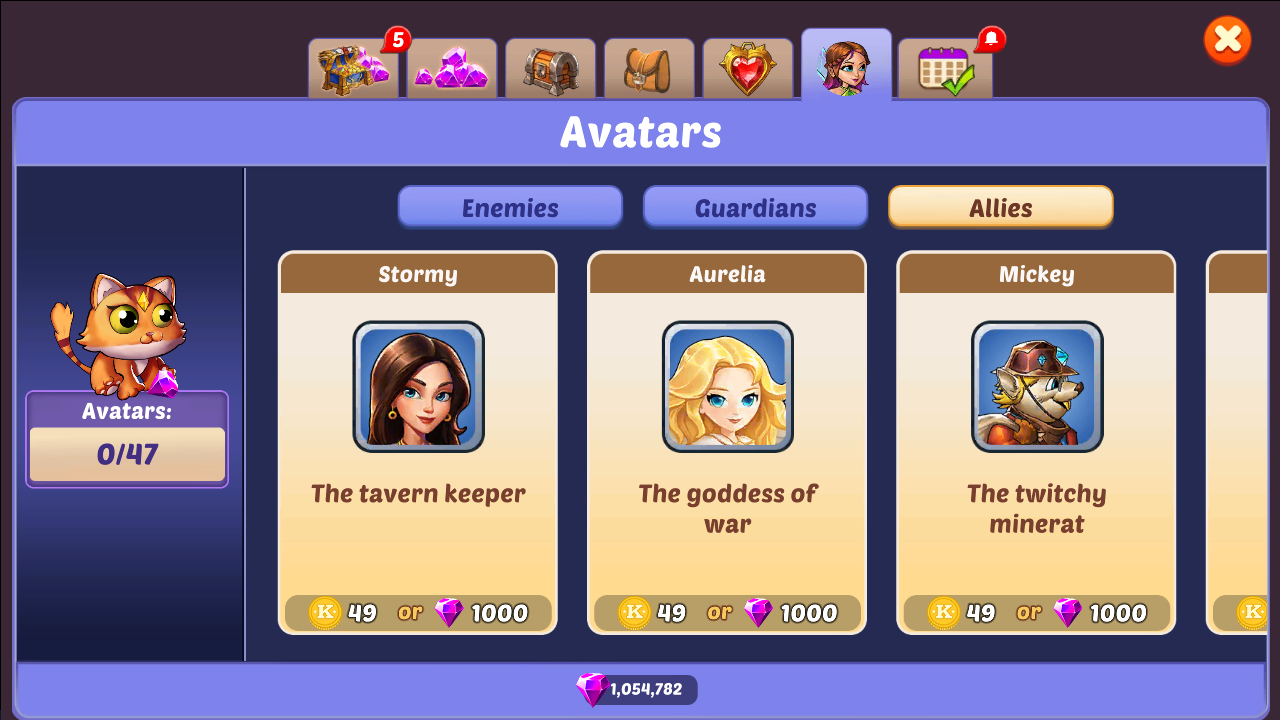 5
Avatars
Enemies
Guardians
Allies
Stormy
Aurelia
Mickey
Avatars:
0/47
The tavern keeper
The goddess of
war
The twitchy
minerat
K 49 or 1000
K 49 or 1000
K 49 or 1000
K
1,054,782